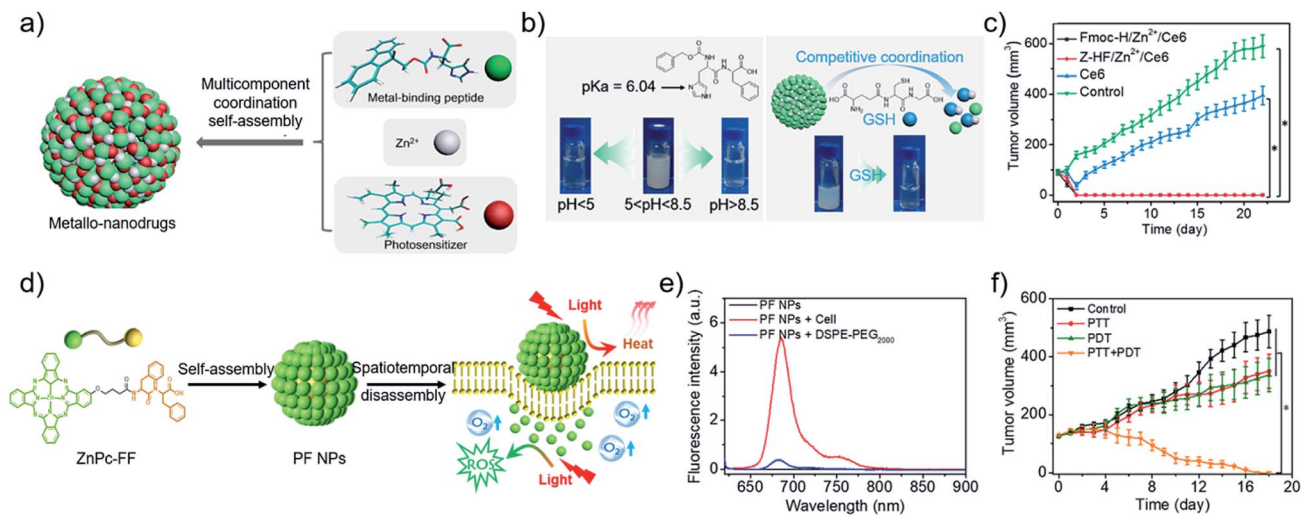 a)
Multicomponent
coordination
self-assembly
Metallo-nanodrugs
Metal-binding peptide
Zn2+
Photosensitizer
b)
pKa = 6.04
pH<5
5<pH<8.5
pH>8.5
Competitive coordination
GSH
GSH
c)
Fmoc-H/Zn2+/Ce6
Z-HF/Zn2+/Ce6
Ce6
Control
Tumor volume (mm3)
600
400
200
0
0 5 10 15 20
Time (day)
*
*
d)
ZnPc-FF
Self-assembly
PF NPs
Spatiotemporal
disassembly
Light
Heat
O2
O2
O2
ROS
Light
e)
PF NPs
PF NPs + Cell
PF NPs + DSPE-PEG2000
Fluorescence intensity (a.u.)
6
4
2
0
650 700 750 800 850 900
Wavelength (nm)
f)
Control
PTT
PDT
PTT+PDT
Tumor volume (mm3)
600
400
200
0
0 4 8 12 16 20
Time (day)
*